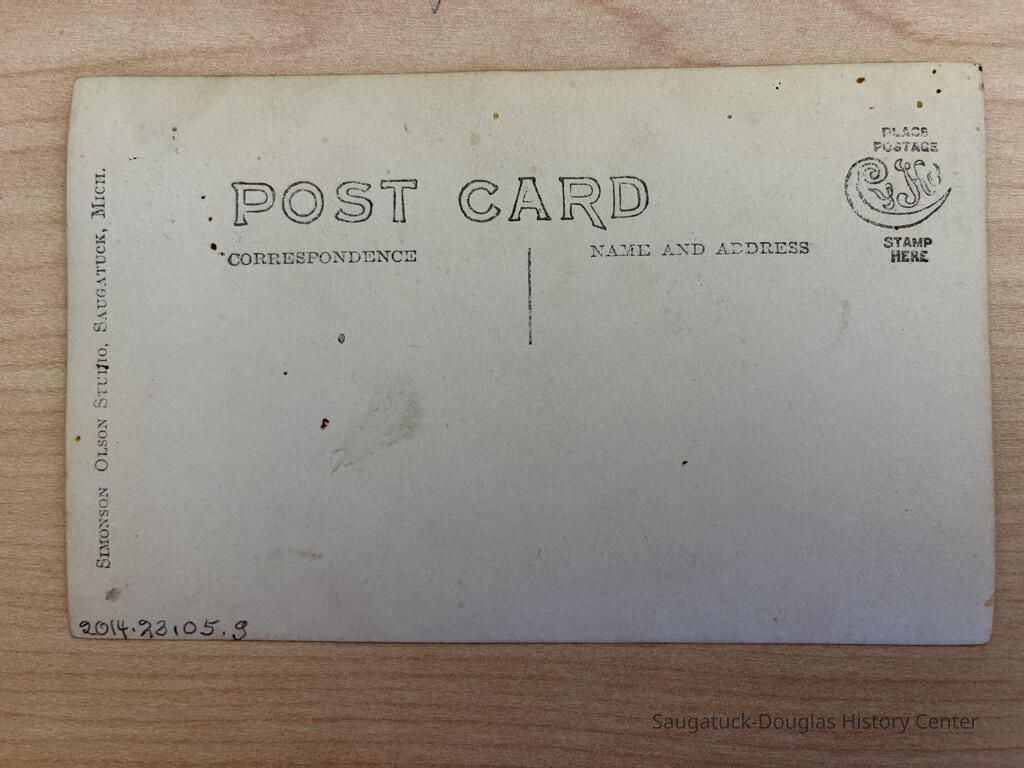 POST CARD
CORRESPONDENCE
NAME AND ADDRESS
PLACE
POSTAGE
STAMP
HERE
SIMONSON OLSON STUDIO, SAUGATUCK, MICH.
2014.23.05.9
Saugatuck-Douglas History Center